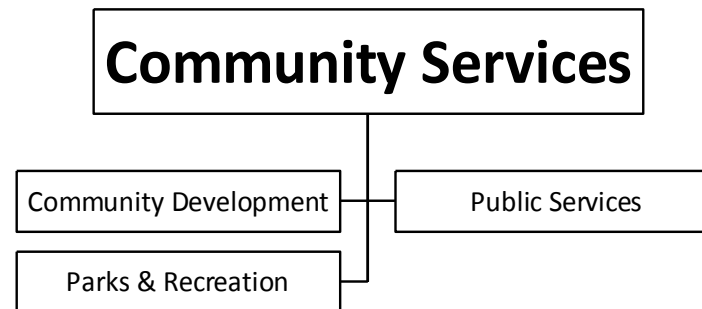 Community Services
Community Development
Public Services
Parks & Recreation